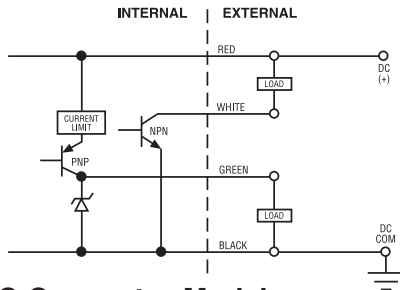 INTERNAL EXTERNAL
RED
DC
(+)
LOAD
CURRENT
LIMIT
WHITE
NPN
PNP
GREEN
LOAD
DC
COM
BLACK